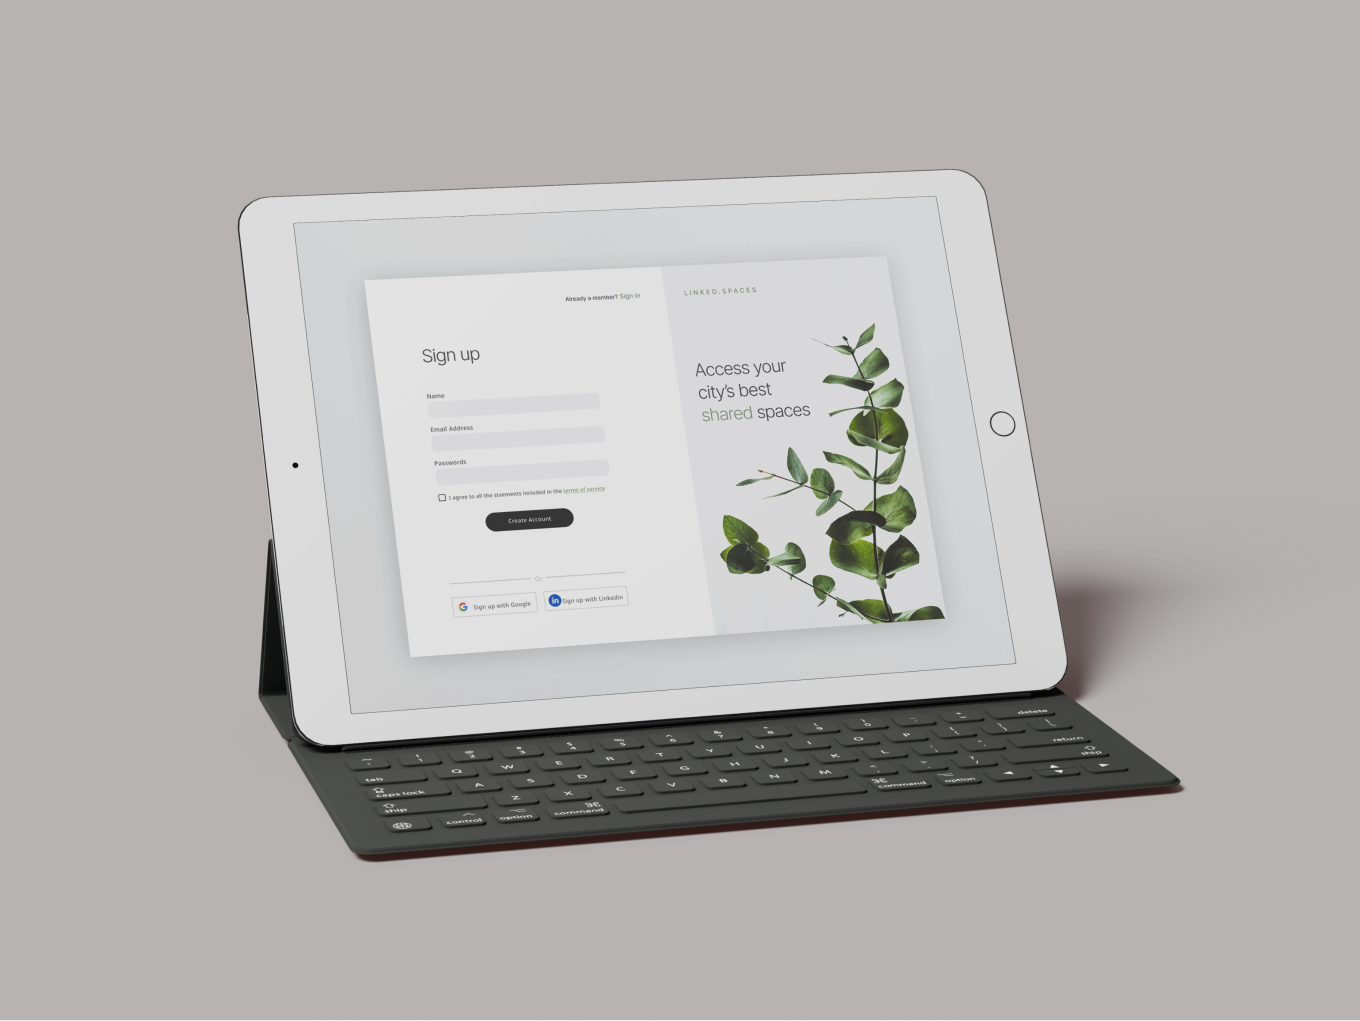 Already a member? Sign in
LINKED.SPACES
Sign up
Access your
city's best
shared spaces
Name
Email Address
Passwords
I agree to all the staements included in the terms of service
Create Account
Or
Sign up with Google
in Sign up with Linkedin
~ ! @ # $ % ^ & * ( ) _ + delete
1 2 3 4 5 6 7 8 9 0
tab Q W E R T Y U I O P
caps lock A S D F G H J K L return
ship Z X C V B N M ship
control option command command option